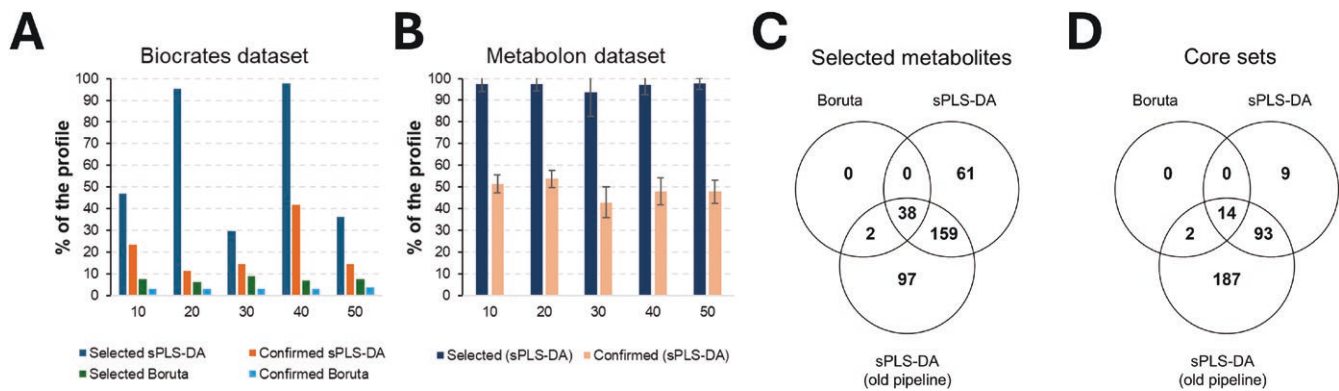 A
Biocrates dataset
% of the profile
100
90
80
70
60
50
40
30
20
10
0
10 20 30 40 50
Selected sPLS-DA Confirmed sPLS-DA
Selected Boruta Confirmed Boruta
B
Metabolon dataset
% of the profile
100
90
80
70
60
50
40
30
20
10
0
10 20 30 40 50
Selected (sPLS-DA) Confirmed (sPLS-DA)
C
Selected metabolites
Boruta sPLS-DA
0 0 61
38
2 159
97
sPLS-DA
(old pipeline)
D
Core sets
Boruta sPLS-DA
0 0 9
14
2 93
187
sPLS-DA
(old pipeline)